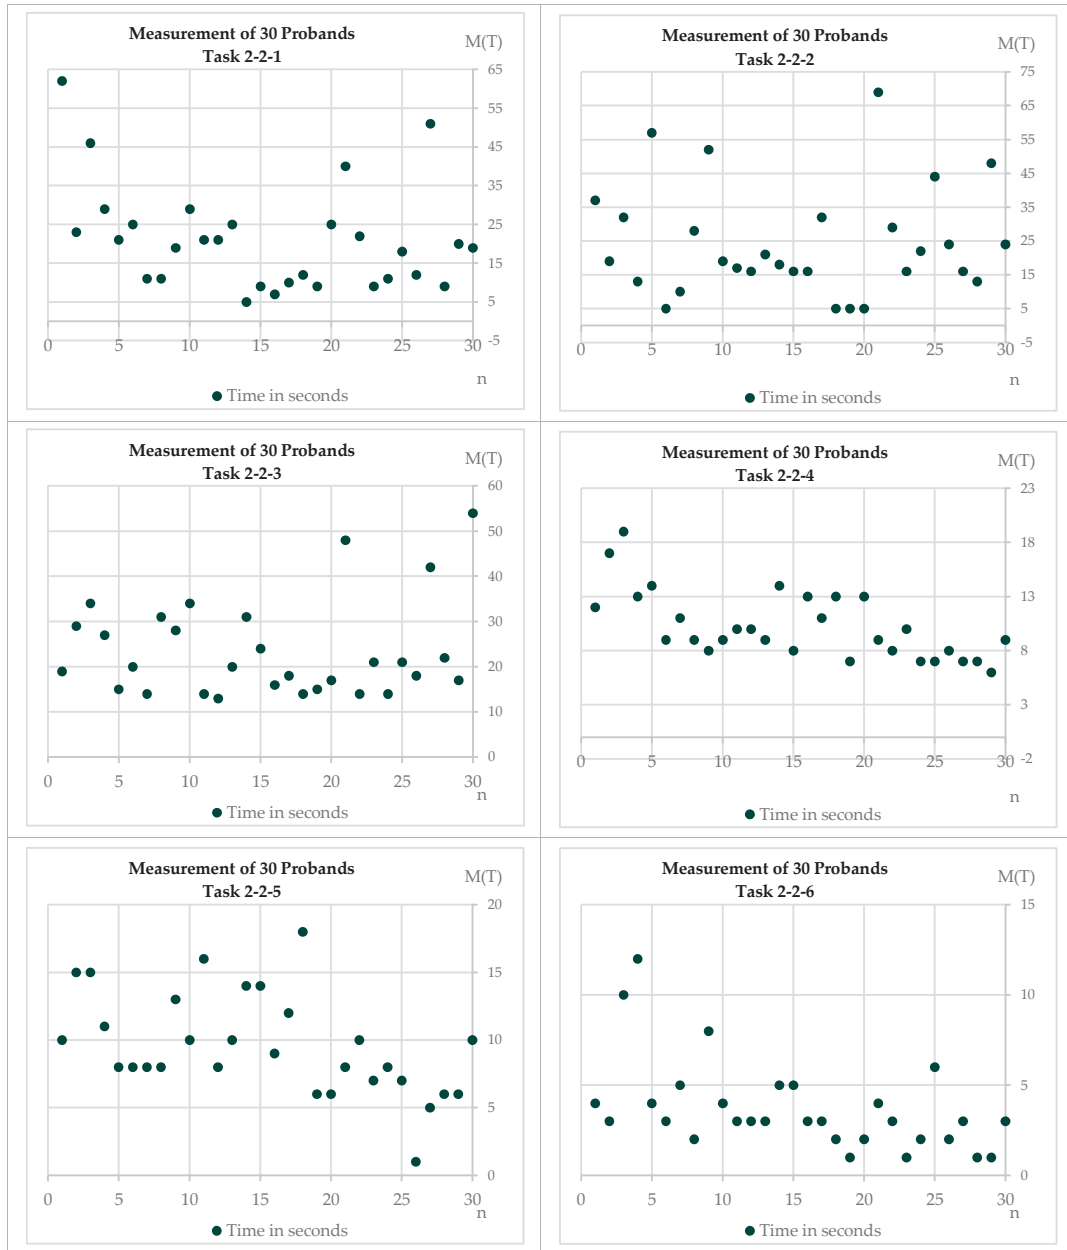 Measurement of 30 Probands
Task 2-2-1
M(T)
65
55
45
35
25
15
5
-5
0 5 10 15 20 25 30
n
Time in seconds
Measurement of 30 Probands
Task 2-2-2
M(T)
75
65
55
45
35
25
15
5
-5
0 5 10 15 20 25 30
n
Time in seconds
Measurement of 30 Probands
Task 2-2-3
M(T)
60
50
40
30
20
10
0
0 5 10 15 20 25 30
n
Time in seconds
Measurement of 30 Probands
Task 2-2-4
M(T)
23
18
13
8
3
-2
0 5 10 15 20 25 30
n
Time in seconds
Measurement of 30 Probands
Task 2-2-5
M(T)
20
15
10
5
0
0 5 10 15 20 25 30
n
Time in seconds
Measurement of 30 Probands
Task 2-2-6
M(T)
15
10
5
0
0 5 10 15 20 25 30
n
Time in seconds